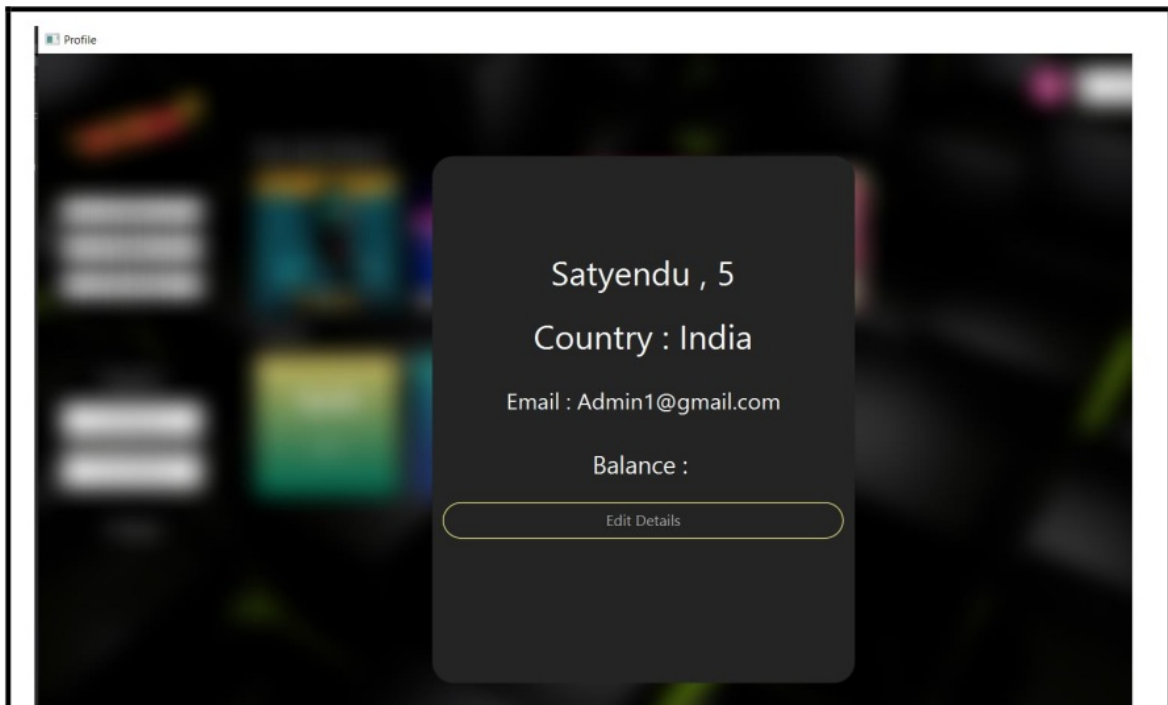 Profile
Satyendu , 5
Country : India
Email : Admin1@gmail.com
Balance :
Edit Details